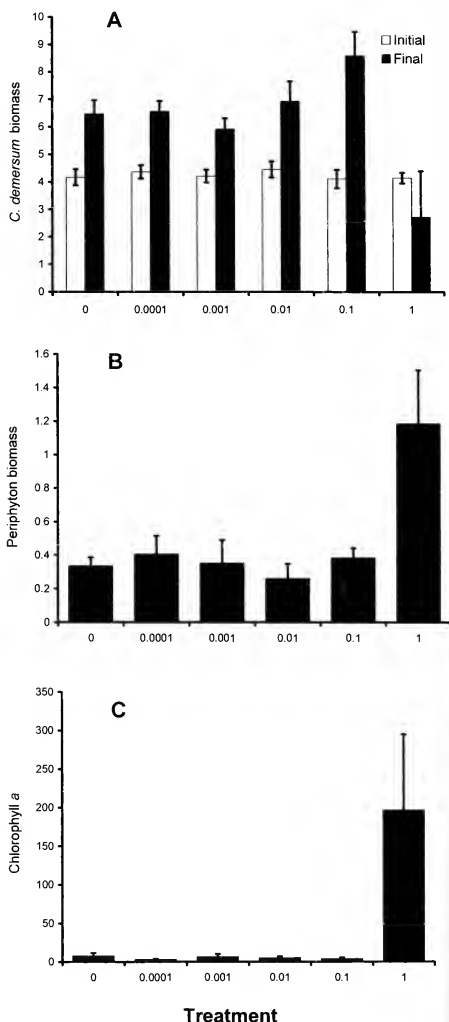 A
Initial
Final
C. demersum biomass
10
9
8
7
6
5
4
3
2
1
0
0 0.0001 0.001 0.01 0.1 1
B
Periphyton biomass
1.6
1.4
1.2
1
0.8
0.6
0.4
0.2
0
0 0.0001 0.001 0.01 0.1 1
C
Chlorophyll a
350
300
250
200
150
100
50
0
0 0.0001 0.001 0.01 0.1 1
Treatment